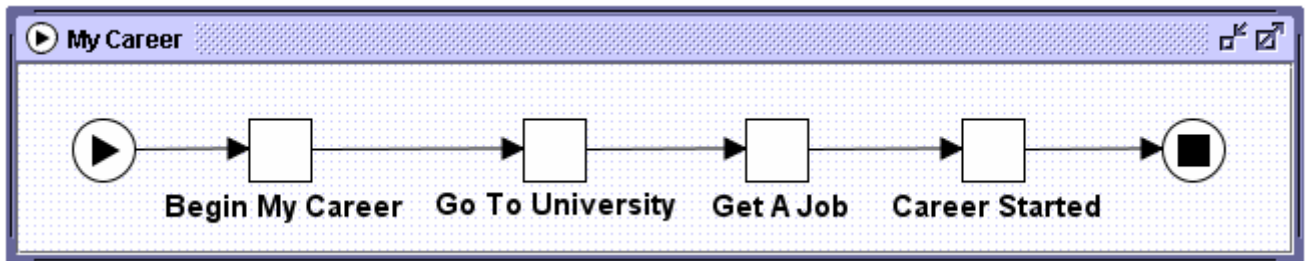 My Career
Begin My Career
Go To University
Get A Job
Career Started